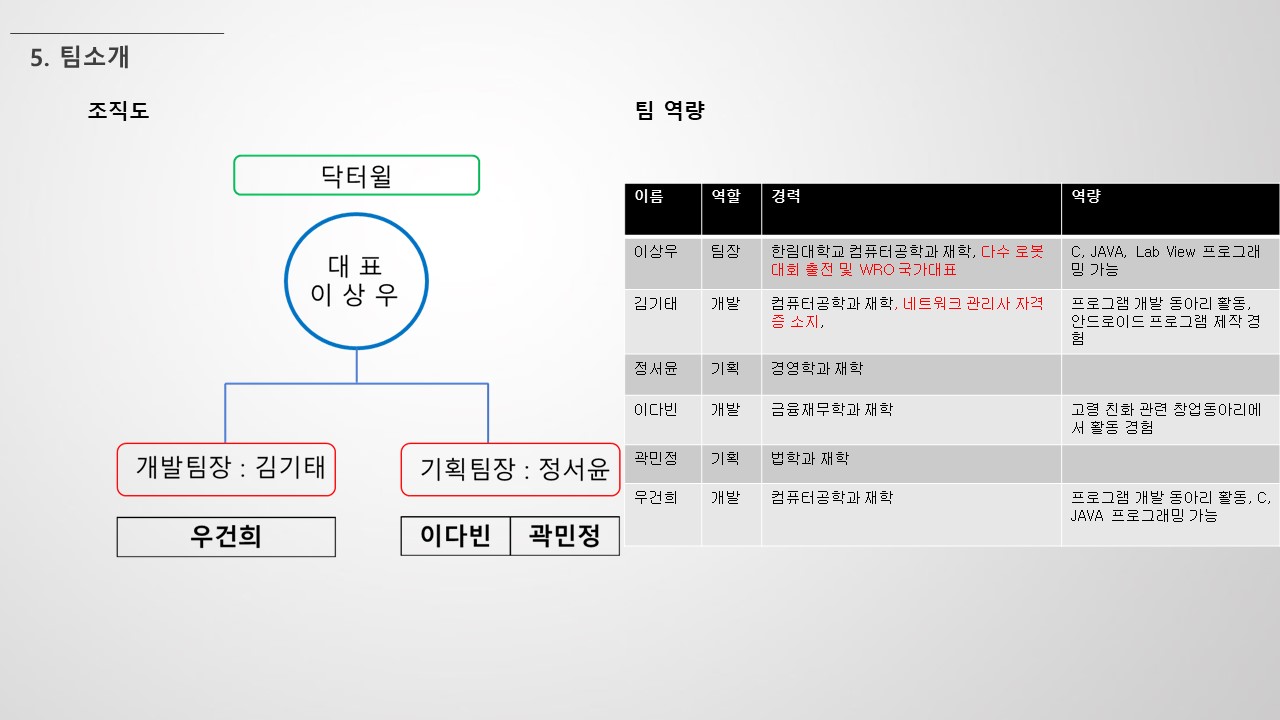 5. 팀소개
조직도
닥터윌
대 표
이 상 우
개발팀장 : 김기태
기획팀장 : 정서윤
우건희
이다빈 곽민정
팀 역량
이름 역할 경력 역량
이상우 팀장 한림대학교 컴퓨터공학과 재학, 다수 로봇 C, JAVA, Lab View 프로그래
대회 출전 및 WRO 국가대표 밍 가능
김기태 개발 컴퓨터공학과 재학, 네트워크 관리사 자격 프로그램 개발 동아리 활동,
증 소지, 안드로이드 프로그램 제작 경
험
정서윤 기획 경영학과 재학
이다빈 개발 금융재무학과 재학 고령 친화 관련 창업동아리에
서 활동 경험
곽민정 기획 법학과 재학
우건희 개발 컴퓨터공학과 재학 프로그램 개발 동아리 활동, C,
JAVA 프로그래밍 가능